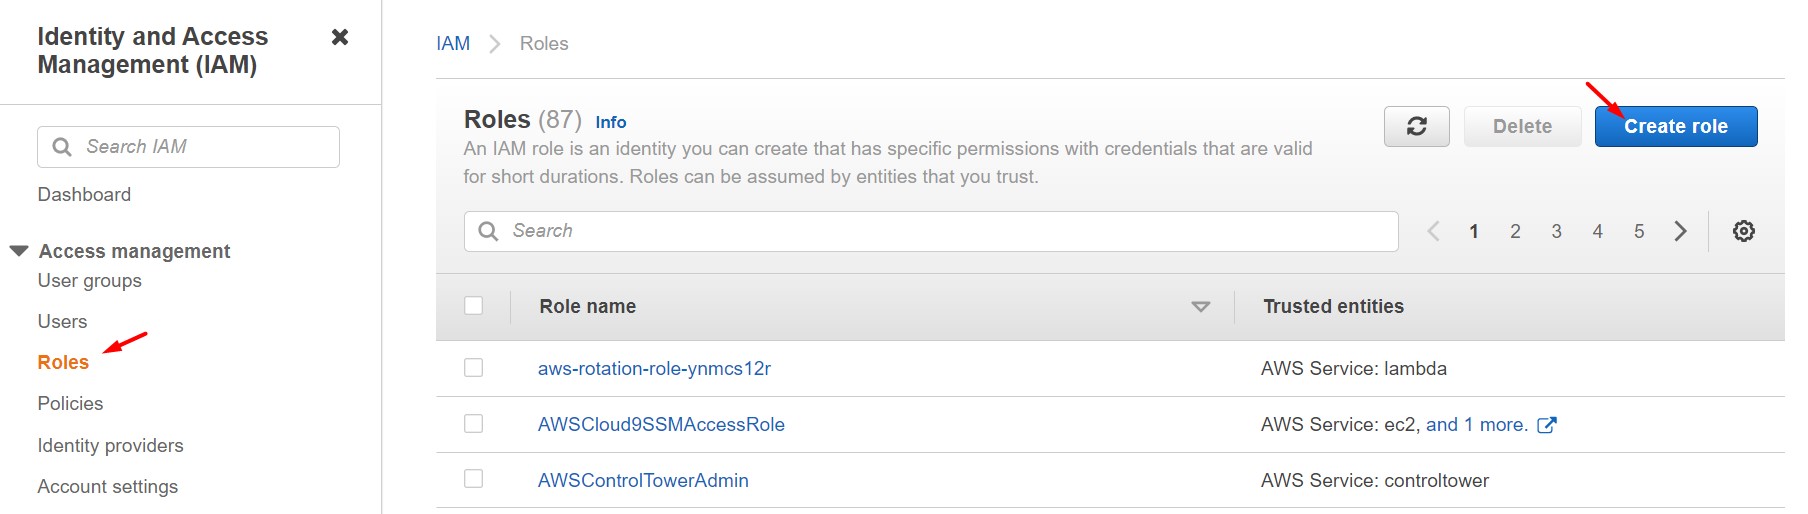 Identity and Access
Management (IAM)
Search IAM
Dashboard
Access management
User groups
Users
Roles
Policies
Identity providers
Account settings
IAM
Roles
Roles (87) Info
An IAM role is an identity you can create that has specific permissions with credentials that are valid
for short durations. Roles can be assumed by entities that you trust.
Delete
Create role
Search
1 2 3 4 5
Role name
Trusted entities
aws-rotation-role-ynmcs12r
AWS Service: lambda
AWSCloud9SSMAccessRole
AWS Service: ec2, and 1 more.
AWSControlTowerAdmin
AWS Service: controltower